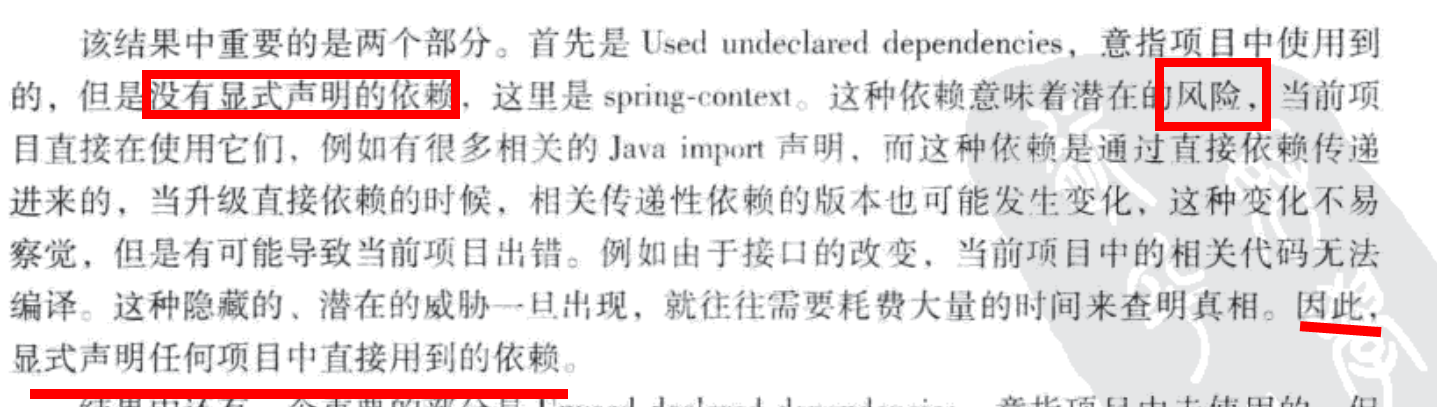 该结果中重要的是两个部分。首先是 Used undeclared dependencies，意指项目中使用到
的，但是没有显式声明的依赖，这里是 spring-context。这种依赖意味着潜在的风险，当前项
目直接在使用它们，例如有很多相关的 Java import 声明，而这种依赖是通过直接依赖传递
进来的，当升级直接依赖的时候，相关传递性依赖的版本也可能发生变化，这种变化不易
察觉，但是有可能导致当前项目出错。例如由于接口的改变，当前项目中的相关代码无法
编译。这种隐藏的、潜在的威胁一旦出现，就往往需要耗费大量的时间来查明真相。因此，
显式声明任何项目中直接用到的依赖。